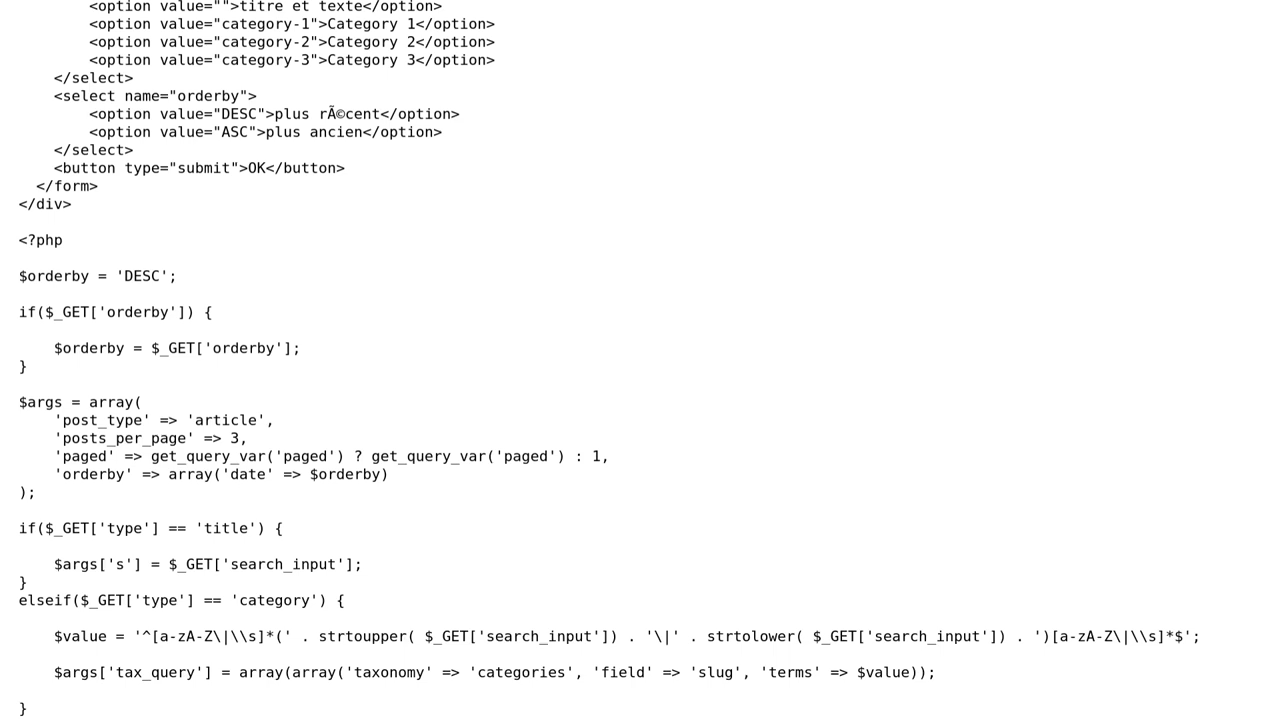 <option value="">titre et texte</option>
<option value="category-1">Category 1</option>
<option value="category-2">Category 2</option>
<option value="category-3">Category 3</option>
</select>
<select name="orderby">
<option value="DESC">plus rÃ©cent</option>
<option value="ASC">plus ancien</option>
</select>
<button type="submit">OK</button>
</form>
</div>
<?php
$orderby = 'DESC';
if($_GET['orderby']) {
$orderby = $_GET['orderby'];
}
$args = array(
'post_type' => 'article',
'posts_per_page' => 3,
'paged' => get_query_var('paged') ? get_query_var('paged') : 1,
'orderby' => array('date' => $orderby)
);
if($_GET['type'] == 'title') {
$args['s'] = $_GET['search_input'];
}
elseif($_GET['type'] == 'category') {
$value = '^[a-zA-Z\|\\s]*(' . strtoupper( $_GET['search_input']) . '\|' . strtolower( $_GET['search_input']) . ')[a-zA-Z\|\\s]*$';
$args['tax_query'] = array(array('taxonomy' => 'categories', 'field' => 'slug', 'terms' => $value));
}